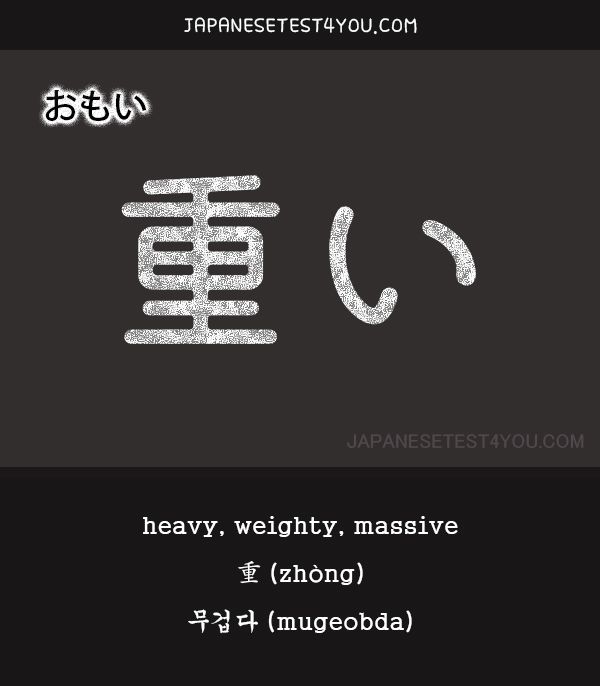 JAPANESETEST4YOU.COM
おもい
重い
JAPANESETEST4YOU.COM
heavy, weighty, massive
重 (zhòng)
무겁다 (mugeobda)